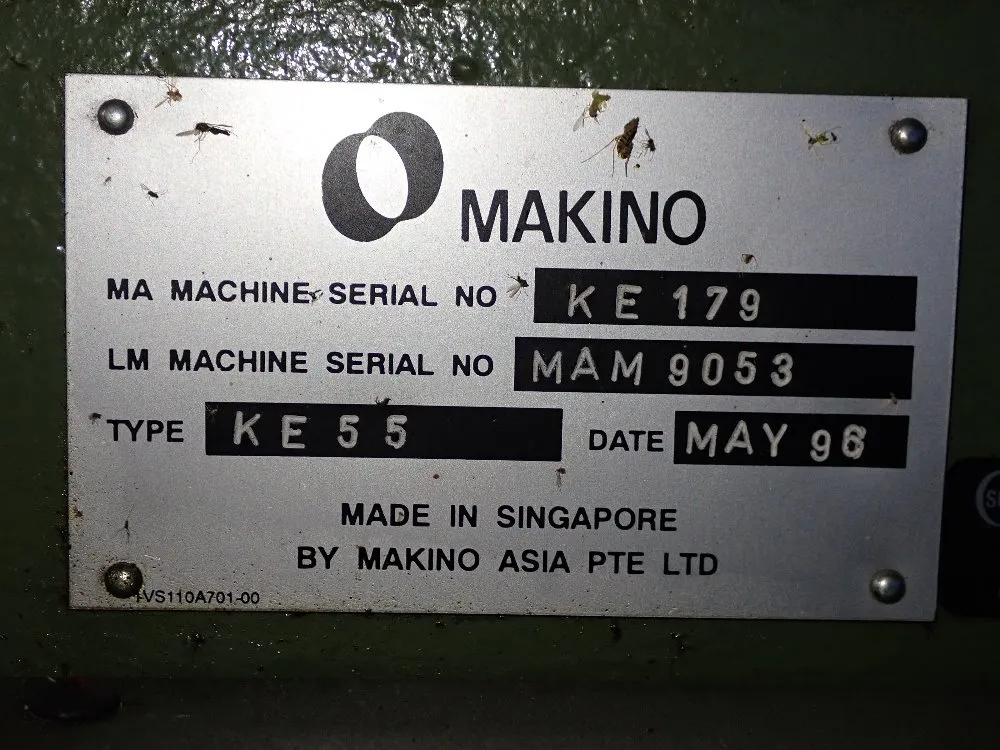 MAKINO
MA MACHINE SERIAL NO KE 179
LM MACHINE SERIAL NO MAM 9053
TYPE KE 55 DATE MAY 96
MADE IN SINGAPORE
BY MAKINO ASIA PTE LTD
VS110A701-00